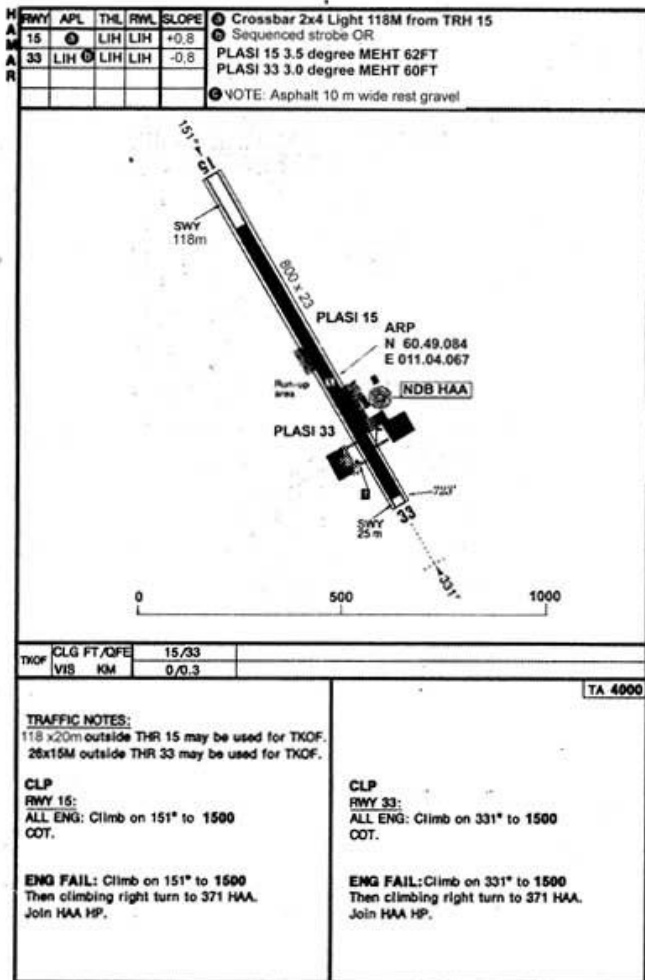 HAMAR
RWY APL THL RWL SLOPE
15 a LIH LIH +0,8
33 LIH b LIH LIH -0,8
a Crossbar 2x4 Light 118M from TRH 15
b Sequenced strobe OR
PLASI 15 3.5 degree MEHT 62FT
PLASI 33 3.0 degree MEHT 60FT
c NOTE: Asphalt 10 m wide rest gravel
151°
15
SWY
118m
800 x 23
PLASI 15
ARP
N 60.49.084
E 011.04.067
Run-up
area
NDB HAA
PLASI 33
SWY
25 m
33
331°
0 500 1000
TKOF CLG FT/QFE 15/33
VIS KM 0/0.3
TA 4000
TRAFFIC NOTES:
118 x20m outside THR 15 may be used for TKOF.
26x15M outside THR 33 may be used for TKOF.
CLP
RWY 15:
ALL ENG: Climb on 151° to 1500
COT.
ENG FAIL: Climb on 151° to 1500
Then climbing right turn to 371 HAA.
Join HAA HP.
CLP
RWY 33:
ALL ENG: Climb on 331° to 1500
COT.
ENG FAIL:Climb on 331° to 1500
Then climbing right turn to 371 HAA.
Join HAA HP.